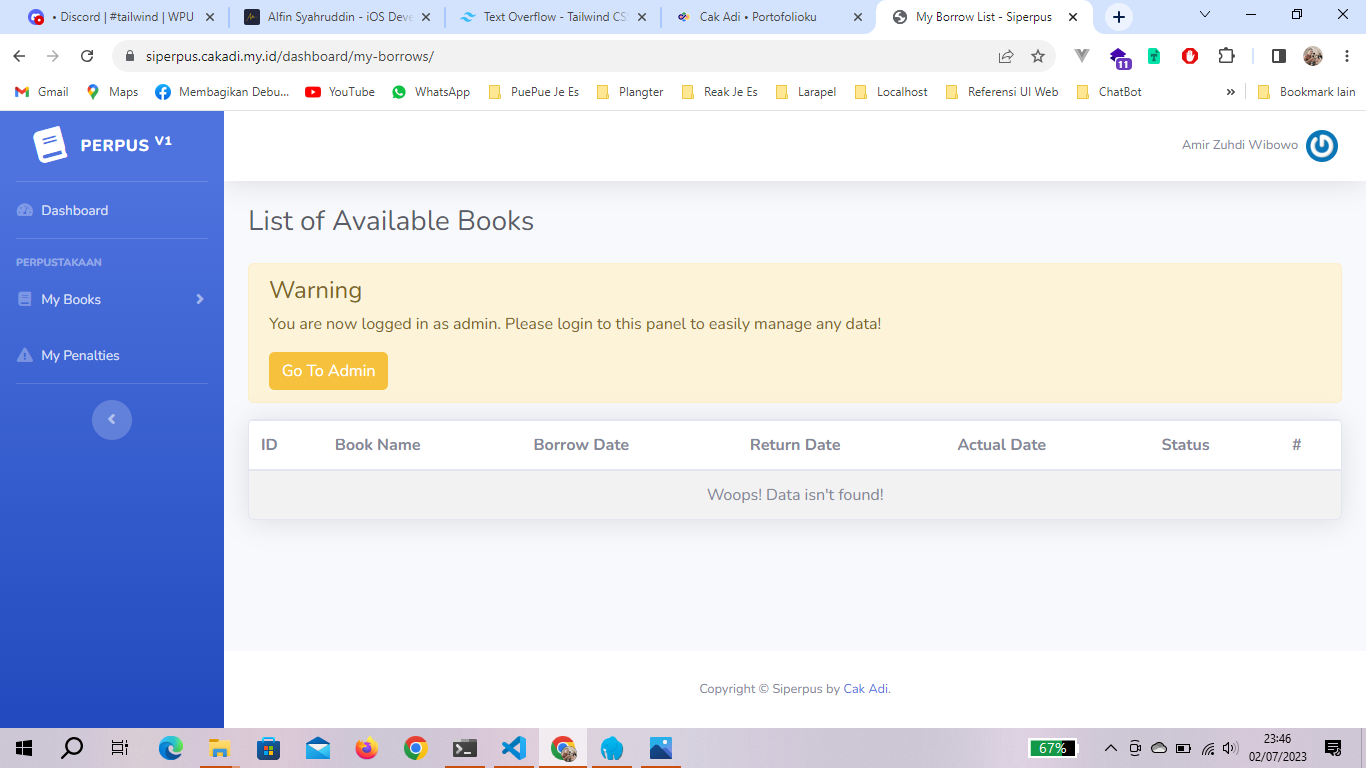 • Discord | #tailwind | WPU
Alfin Syahruddin - iOS Deve
Text Overflow - Tailwind CS
Cak Adi • Portofolioku
My Borrow List - Siperpus
siperpus.cakadi.my.id/dashboard/my-borrows/
11
Gmail
Maps
Membagikan Debu...
YouTube
WhatsApp
PuePue Je Es
Plangter
Reak Je Es
Larapel
Localhost
Referensi UI Web
ChatBot
»
Bookmark lain
PERPUS V1
Amir Zuhdi Wibowo
Dashboard
PERPUSTAKAAN
My Books
My Penalties
List of Available Books
Warning
You are now logged in as admin. Please login to this panel to easily manage any data!
Go To Admin
ID Book Name Borrow Date Return Date Actual Date Status #
Woops! Data isn't found!
Copyright © Siperpus by Cak Adi.
67%
23:46
02/07/2023